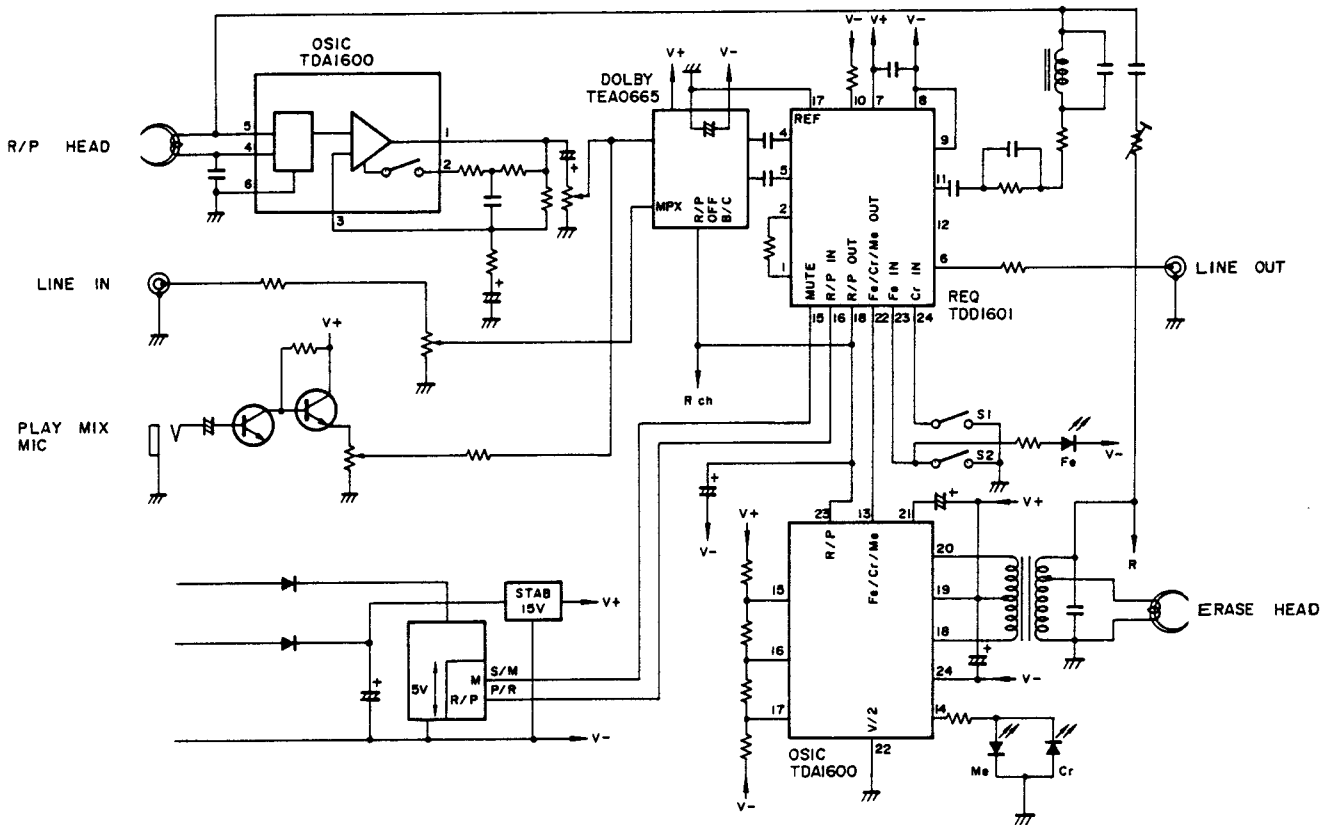 OSIC
TDA1600
R/P HEAD
5
4
6
1
2
3
V+
V-
DOLBY
TEA0665
MPX
R/P
OFF
B/C
V-
V+
V-
17
10
7
8
REF
4
5
2
1
9
11
12
6
MUTE
R/P IN
R/P OUT
Fe/Cr/Me OUT
Fe IN
Cr IN
15
16
18
22
23
24
REQ
TDD1601
LINE IN
LINE OUT
V+
PLAY MIX
MIC
R ch
S1
S2
Fe
V-
+
+
+
+
V-
V+
23
13
21
+
V+
R/P
Fe/Cr/Me
15
16
17
20
19
18
24
14
+
V-
V/2
22
OSIC
TDA1600
V-
R
ERASE HEAD
Me
Cr
STAB
15V
V+
5V
M
R/P
S/M
P/R
V-